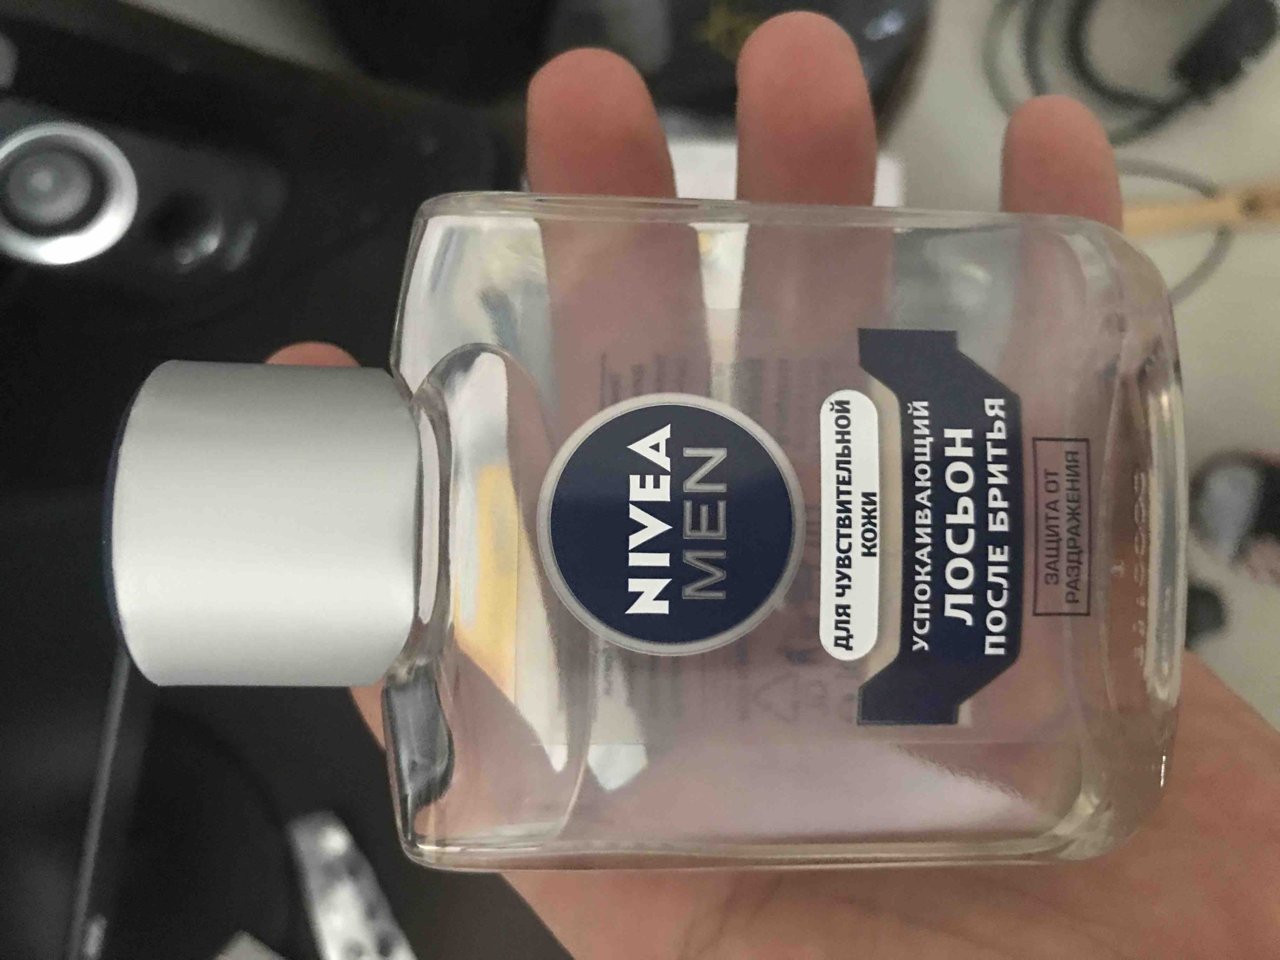 NIVEA
MEN
ДЛЯ ЧУВСТВИТЕЛЬНОЙ
КОЖИ
УСПОКАИВАЮЩИЙ
ЛОСЬОН
ПОСЛЕ БРИТЬЯ
ЗАЩИТА ОТ
РАЗДРАЖЕНИЯ